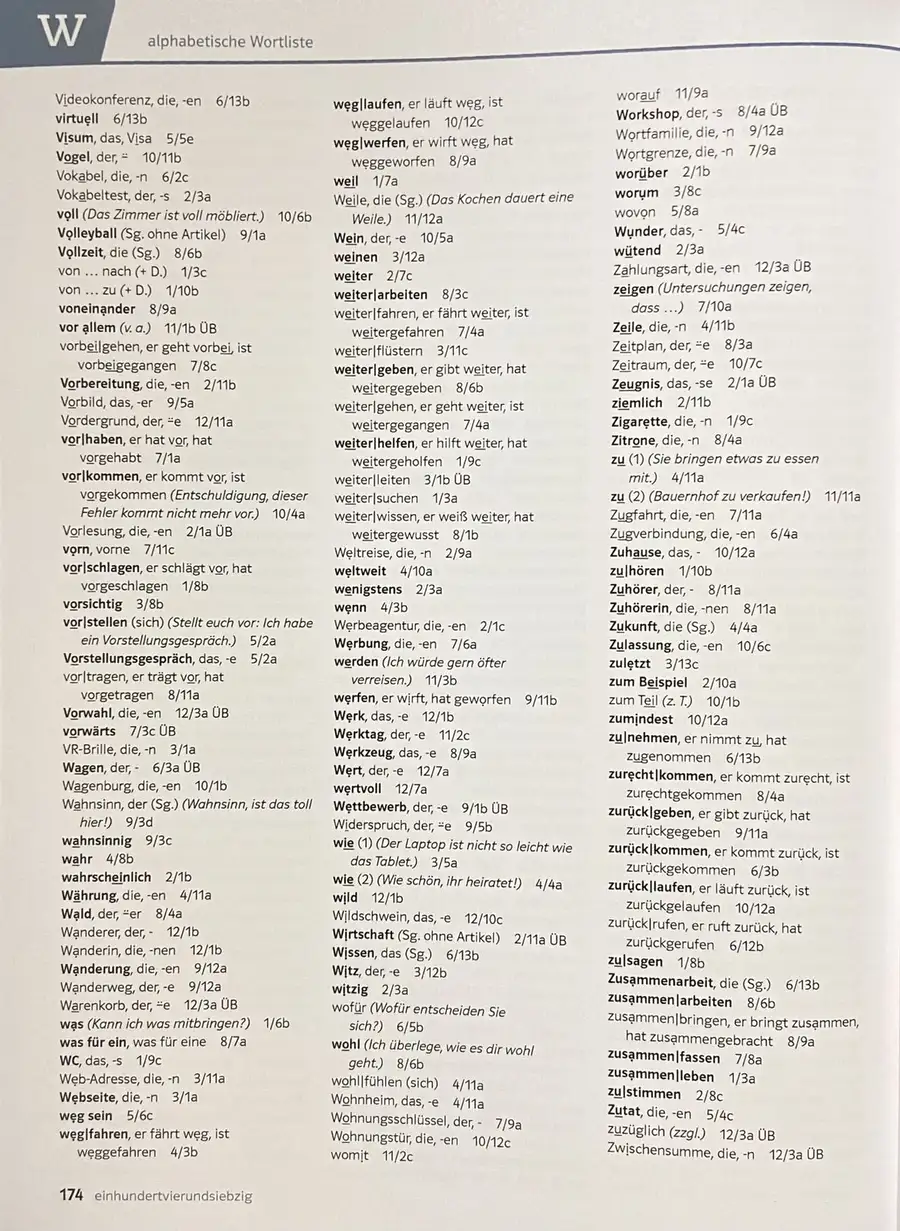 W
alphabetische Wortliste
Videokonferenz, die, -en 6/13b
virtuell 6/13b
Visum, das, Visa 5/5e
Vogel, der, ¨- 10/11b
Vokabel, die, -n 6/2c
Vokabeltest, der, -s 2/3a
voll (Das Zimmer ist voll möbliert.) 10/6b
Volleyball (Sg. ohne Artikel) 9/1a
Vollzeit, die (Sg.) 8/6b
von ... nach (+ D.) 1/3c
von ... zu (+ D.) 1/10b
voneinander 8/9a
vor allem (v. a.) 11/1b ÜB
vorbei|gehen, er geht vorbei, ist
vorbeigegangen 7/8c
Vorbereitung, die, -en 2/11b
Vorbild, das, -er 9/5a
Vordergrund, der, ¨-e 12/11a
vor|haben, er hat vor, hat
vorgehabt 7/1a
vor|kommen, er kommt vor, ist
vorgekommen (Entschuldigung, dieser
Fehler kommt nicht mehr vor.) 10/4a
Vorlesung, die, -en 2/1a ÜB
vorn, vorne 7/11c
vor|schlagen, er schlägt vor, hat
vorgeschlagen 1/8b
vorsichtig 3/8b
vor|stellen (sich) (Stellt euch vor: Ich habe
ein Vorstellungsgespräch.) 5/2a
Vorstellungsgespräch, das, -e 5/2a
vor|tragen, er trägt vor, hat
vorgetragen 8/11a
Vorwahl, die, -en 12/3a ÜB
vorwärts 7/3c ÜB
VR-Brille, die, -n 3/1a
Wagen, der, - 6/3a ÜB
Wagenburg, die, -en 10/1b
Wahnsinn, der (Sg.) (Wahnsinn, ist das toll
hier!) 9/3d
wahnsinnig 9/3c
wahr 4/8b
wahrscheinlich 2/1b
Währung, die, -en 4/11a
Wald, der, ¨-er 8/4a
Wanderer, der, - 12/1b
Wanderin, die, -nen 12/1b
Wanderung, die, -en 9/12a
Wanderweg, der, -e 9/12a
Warenkorb, der, ¨-e 12/3a ÜB
was (Kann ich was mitbringen?) 1/6b
was für ein, was für eine 8/7a
WC, das, -s 1/9c
Web-Adresse, die, -n 3/11a
Webseite, die, -n 3/1a
weg sein 5/6c
weg|fahren, er fährt weg, ist
weggefahren 4/3b
weg|laufen, er läuft weg, ist
weggelaufen 10/12c
weg|werfen, er wirft weg, hat
weggeworfen 8/9a
weil 1/7a
Weile, die (Sg.) (Das Kochen dauert eine
Weile.) 11/12a
Wein, der, -e 10/5a
weinen 3/12a
weiter 2/7c
weiter|arbeiten 8/3c
weiter|fahren, er fährt weiter, ist
weitergefahren 7/4a
weiter|flüstern 3/11c
weiter|geben, er gibt weiter, hat
weitergegeben 8/6b
weiter|gehen, er geht weiter, ist
weitergegangen 7/4a
weiter|helfen, er hilft weiter, hat
weitergeholfen 1/9c
weiter|leiten 3/1b ÜB
weiter|suchen 1/3a
weiter|wissen, er weiß weiter, hat
weitergewusst 8/1b
Weltreise, die, -n 2/9a
weltweit 4/10a
wenigstens 2/3a
wenn 4/3b
Werbeagentur, die, -en 2/1c
Werbung, die, -en 7/6a
werden (Ich würde gern öfter
verreisen.) 11/3b
werfen, er wirft, hat geworfen 9/11b
Werk, das, -e 12/1b
Werktag, der, -e 11/2c
Werkzeug, das, -e 8/9a
Wert, der, -e 12/7a
wertvoll 12/7a
Wettbewerb, der, -e 9/1b ÜB
Widerspruch, der, ¨-e 9/5b
wie (1) (Der Laptop ist nicht so leicht wie
das Tablet.) 3/5a
wie (2) (Wie schön, ihr heiratet!) 4/4a
wild 12/1b
Wildschwein, das, -e 12/10c
Wirtschaft (Sg. ohne Artikel) 2/11a ÜB
Wissen, das (Sg.) 6/13b
Witz, der, -e 3/12b
witzig 2/3a
wofür (Wofür entscheiden Sie
sich?) 6/5b
wohl (Ich überlege, wie es dir wohl
geht.) 8/6b
wohl|fühlen (sich) 4/11a
Wohnheim, das, -e 4/11a
Wohnungsschlüssel, der, - 7/9a
Wohnungstür, die, -en 10/12c
womit 11/2c
worauf 11/9a
Workshop, der, -s 8/4a ÜB
Wortfamilie, die, -n 9/12a
Wortgrenze, die, -n 7/9a
worüber 2/1b
worum 3/8c
wovon 5/8a
Wunder, das, - 5/4c
wütend 2/3a
Zahlungsart, die, -en 12/3a ÜB
zeigen (Untersuchungen zeigen,
dass ...) 7/10a
Zeile, die, -n 4/11b
Zeitplan, der, ¨-e 8/3a
Zeitraum, der, ¨-e 10/7c
Zeugnis, das, -se 2/1a ÜB
ziemlich 2/11b
Zigarette, die, -n 1/9c
Zitrone, die, -n 8/4a
zu (1) (Sie bringen etwas zu essen
mit.) 4/11a
zu (2) (Bauernhof zu verkaufen!) 11/11a
Zugfahrt, die, -en 7/11a
Zugverbindung, die, -en 6/4a
Zuhause, das, - 10/12a
zu|hören 1/10b
Zuhörer, der, - 8/11a
Zuhörerin, die, -nen 8/11a
Zukunft, die (Sg.) 4/4a
Zulassung, die, -en 10/6c
zuletzt 3/13c
zum Beispiel 2/10a
zum Teil (z. T.) 10/1b
zumindest 10/12a
zu|nehmen, er nimmt zu, hat
zugenommen 6/13b
zurecht|kommen, er kommt zurecht, ist
zurechtgekommen 8/4a
zurück|geben, er gibt zurück, hat
zurückgegeben 9/11a
zurück|kommen, er kommt zurück, ist
zurückgekommen 6/3b
zurück|laufen, er läuft zurück, ist
zurückgelaufen 10/12a
zurück|rufen, er ruft zurück, hat
zurückgerufen 6/12b
zu|sagen 1/8b
Zusammenarbeit, die (Sg.) 6/13b
zusammen|arbeiten 8/6b
zusammen|bringen, er bringt zusammen,
hat zusammengebracht 8/9a
zusammen|fassen 7/8a
zusammen|leben 1/3a
zu|stimmen 2/8c
Zutat, die, -en 5/4c
zuzüglich (zzgl.) 12/3a ÜB
Zwischensumme, die, -n 12/3a ÜB
174 einhundertvierundsiebzig